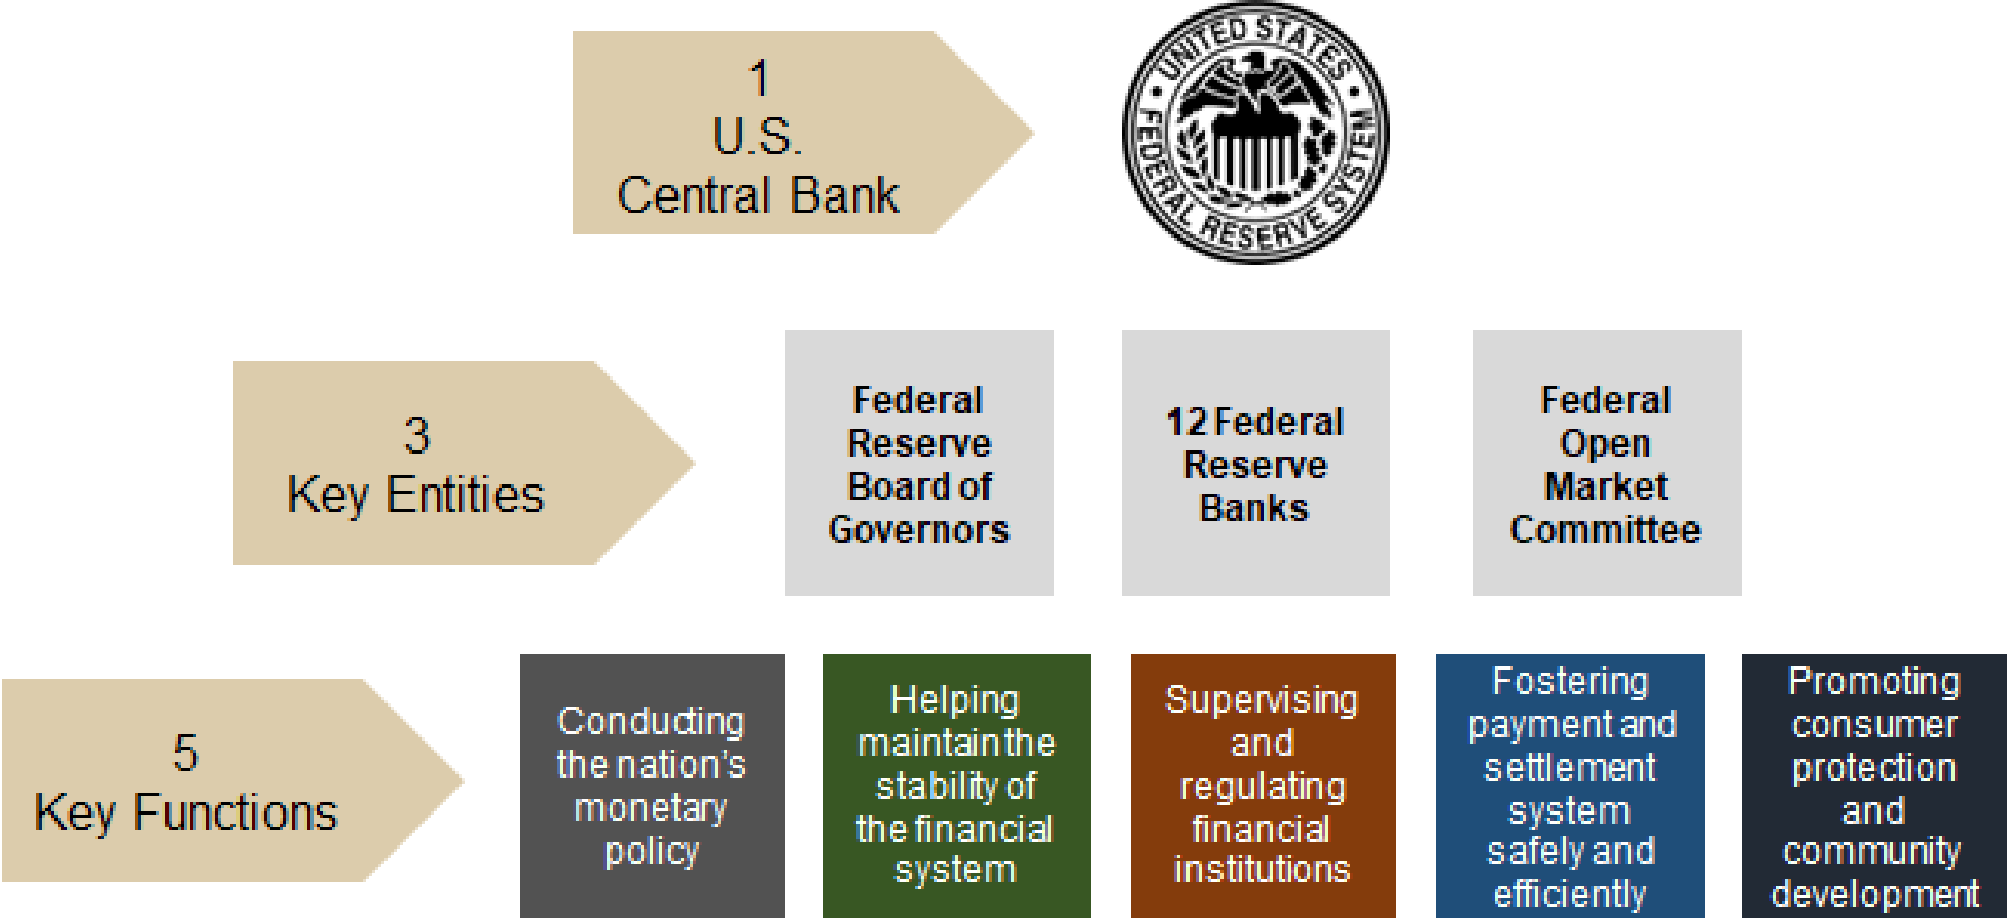 1
U.S.
Central Bank
UNITED STATES
FEDERAL RESERVE SYSTEM
3
Key Entities
Federal
Reserve
Board of
Governors
12 Federal
Reserve
Banks
Federal
Open
Market
Committee
5
Key Functions
Conducting
the nation's
monetary
policy
Helping
maintain the
stability of
the financial
system
Supervising
and
regulating
financial
institutions
Fostering
payment and
settlement
system
safely and
efficiently
Promoting
consumer
protection
and
community
development